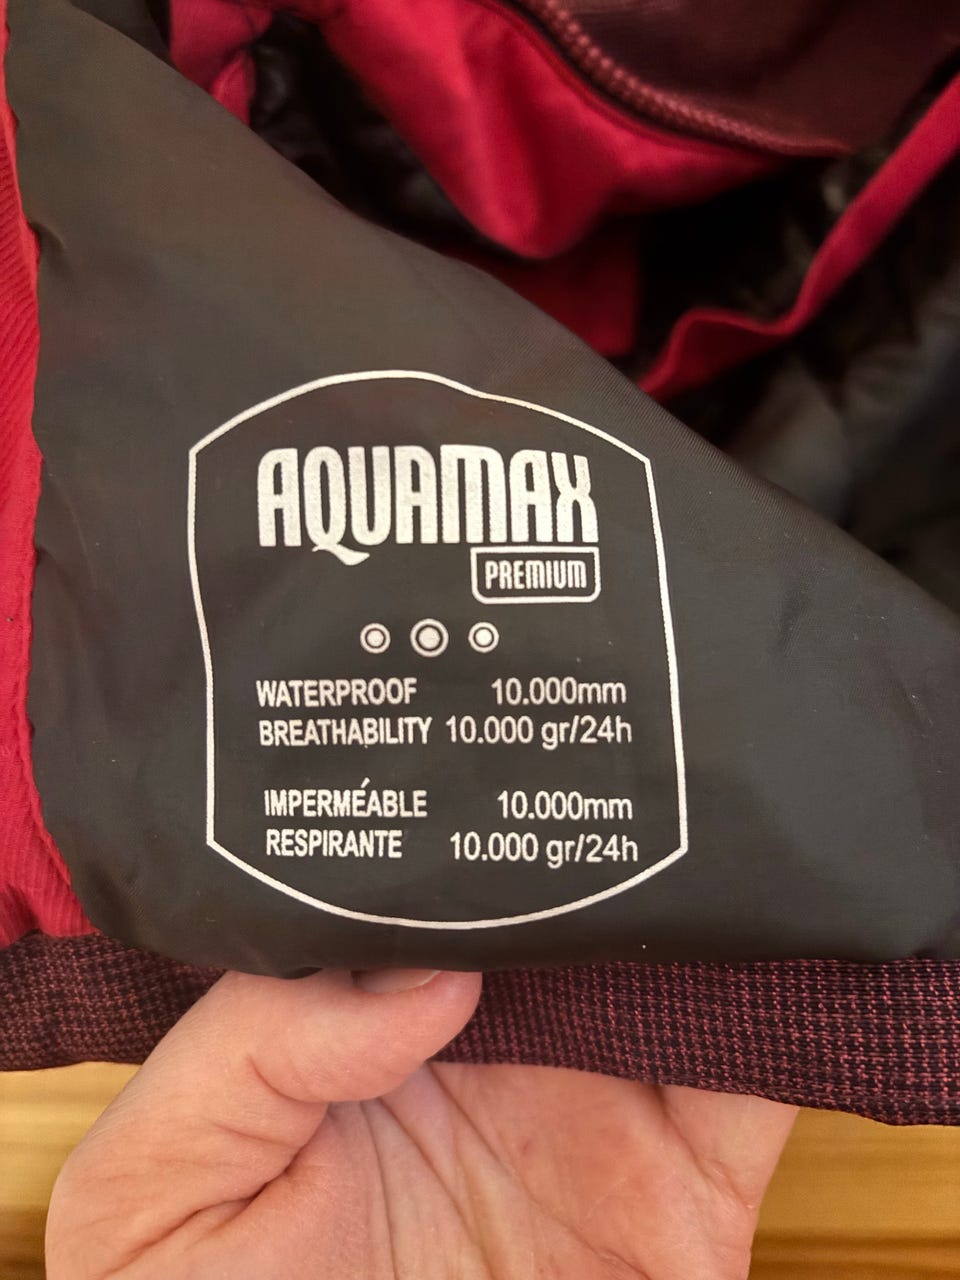 AQUAMAX
PREMIUM
WATERPROOF 10.000mm
BREATHABILITY 10.000 gr/24h
IMPERMÉABLE 10.000mm
RESPIRANTE 10.000 gr/24h